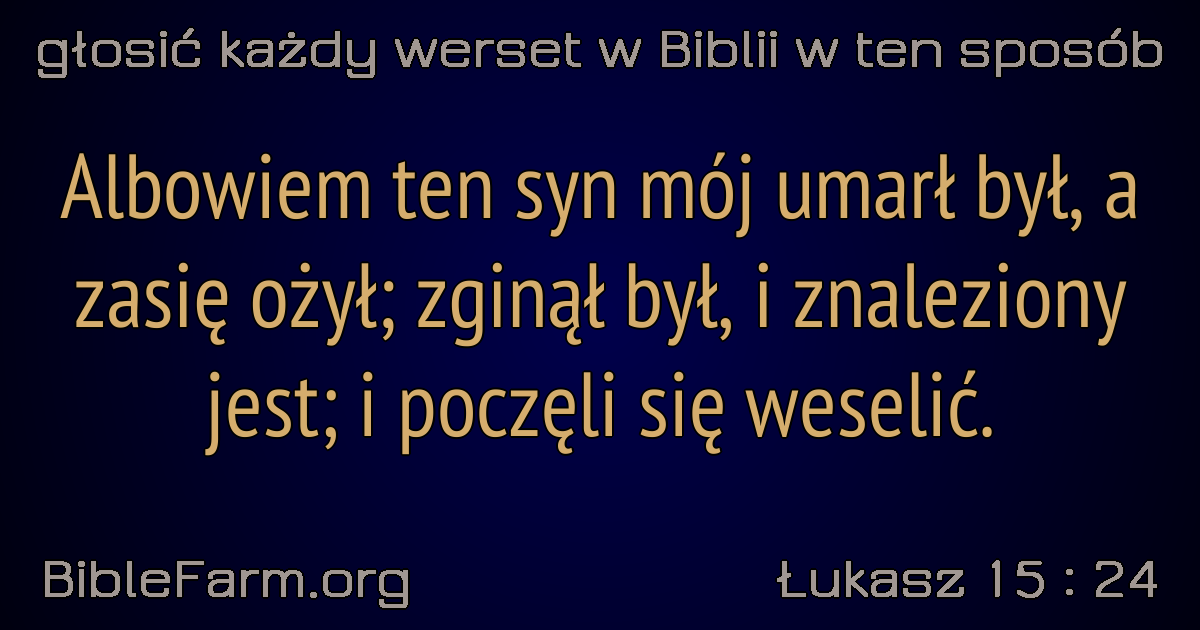 głosić każdy werset w Biblii w ten sposób
Albowiem ten syn mój umarł był, a
zasię ożył; zginął był, i znaleziony
jest; i poczęli się weselić.
BibleFarm.org
Łukasz 15 : 24